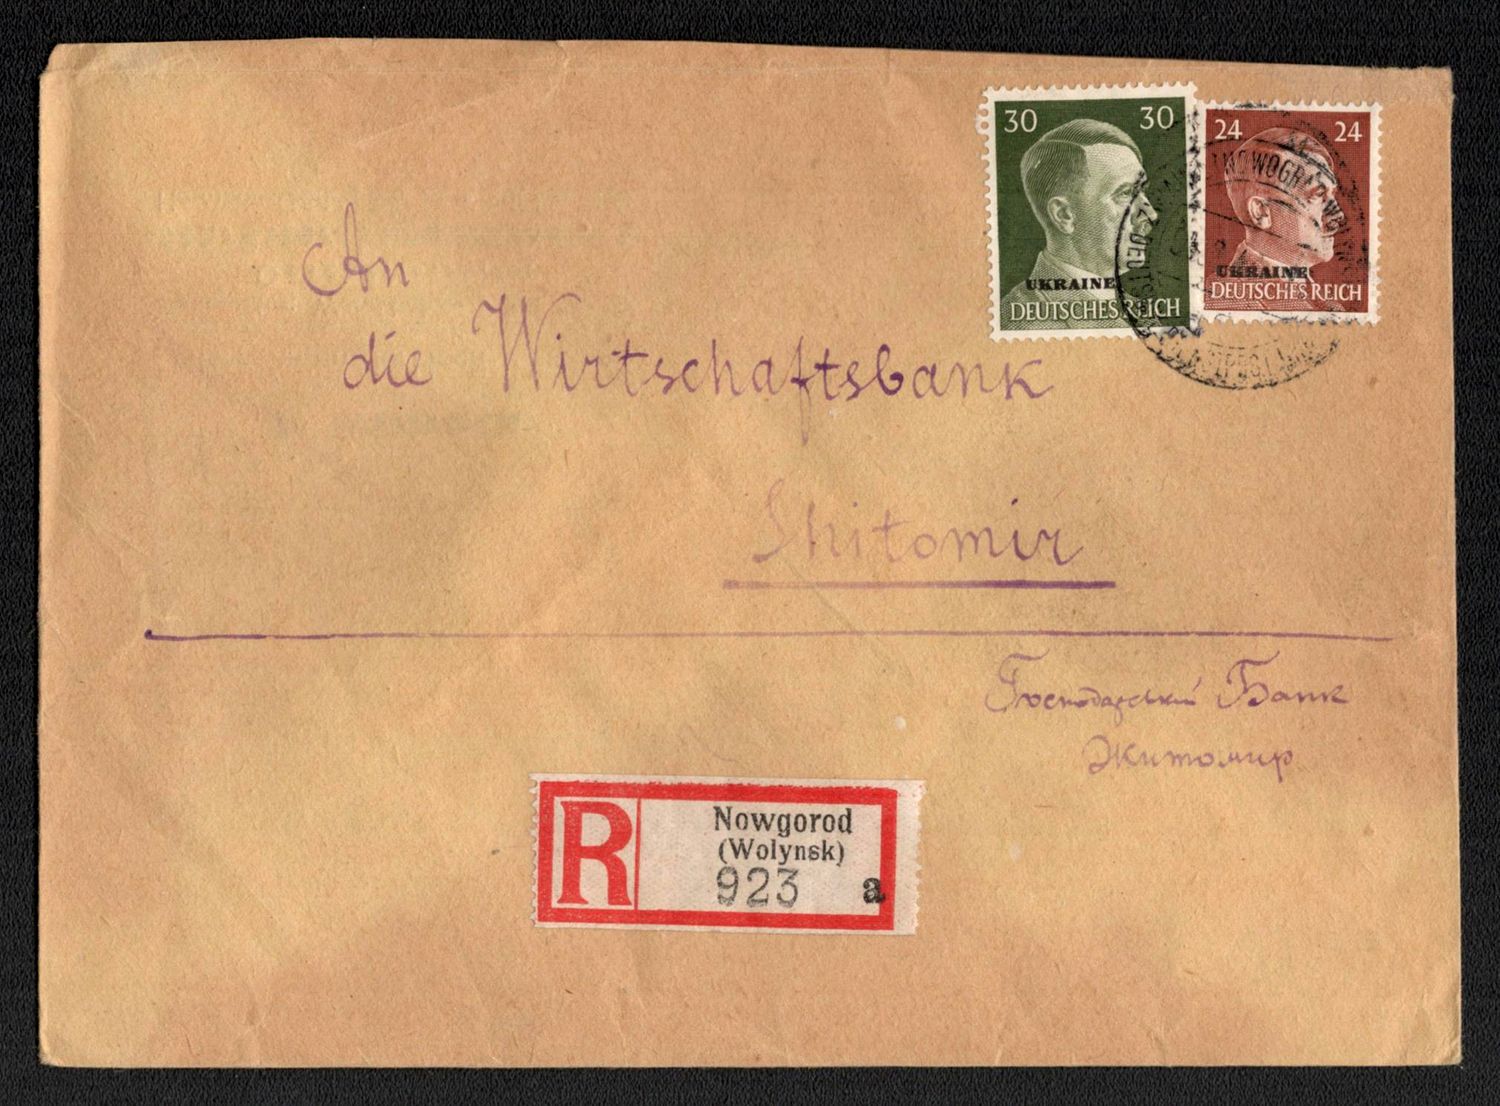 30 30
UKRAINE
DEUTSCHES REICH
24 24
UKRAINE
DEUTSCHES REICH
NOWOGRAD
An
die Wirtschaftsbank
Shitomir
Господарський Банк
Житомир
R
Nowgorod
(Wolynsk)
923 a